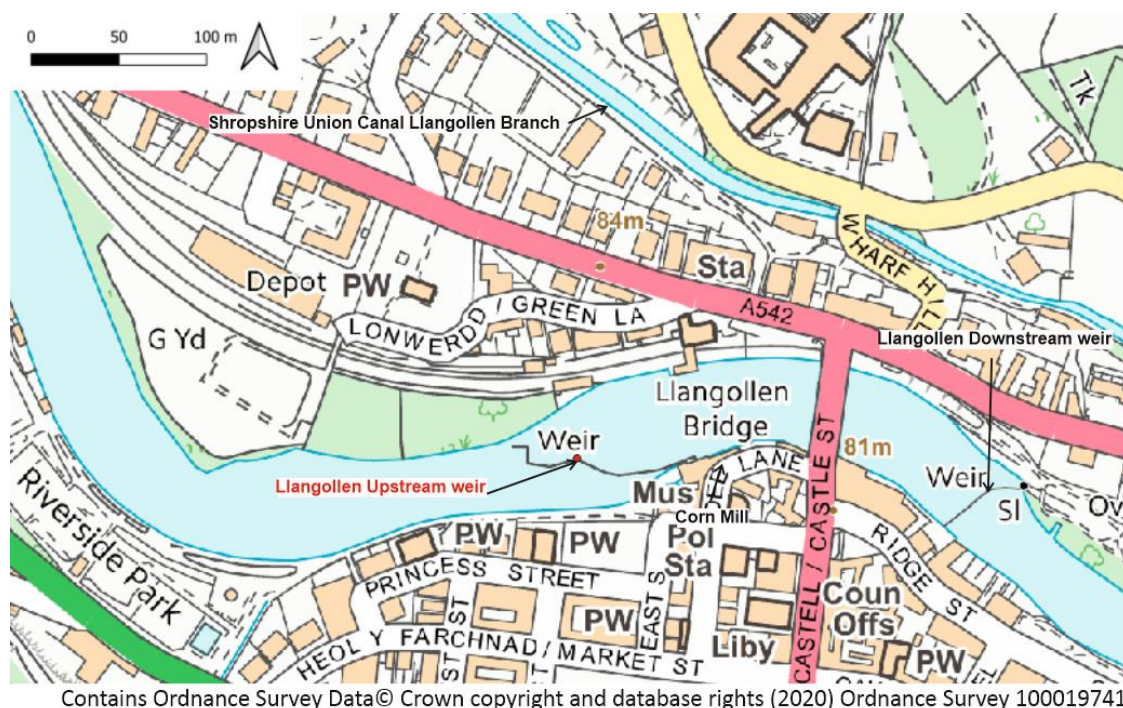 0 50 100 m
Shropshire Union Canal Llangollen Branch
Tk
84m
WHARF HILL
Depot
PW
Sta
LONWERDD / GREEN LA
A542
G Yd
Llangollen Downstream weir
Llangollen
Bridge
Weir
81m
Llangollen Upstream weir
LANE
Weir
Mus
SI
Riverside Park
Corn Mill
CASTELL / CASTLE ST
PW
PW
Pol
Sta
RIDGE ST
PRINCESS STREET
Coun
Offs
PW
EAST S
Liby
HEOL Y FARCHNAD / MARKET ST
ST
PW
Contains Ordnance Survey Data© Crown copyright and database rights (2020) Ordnance Survey 100019741